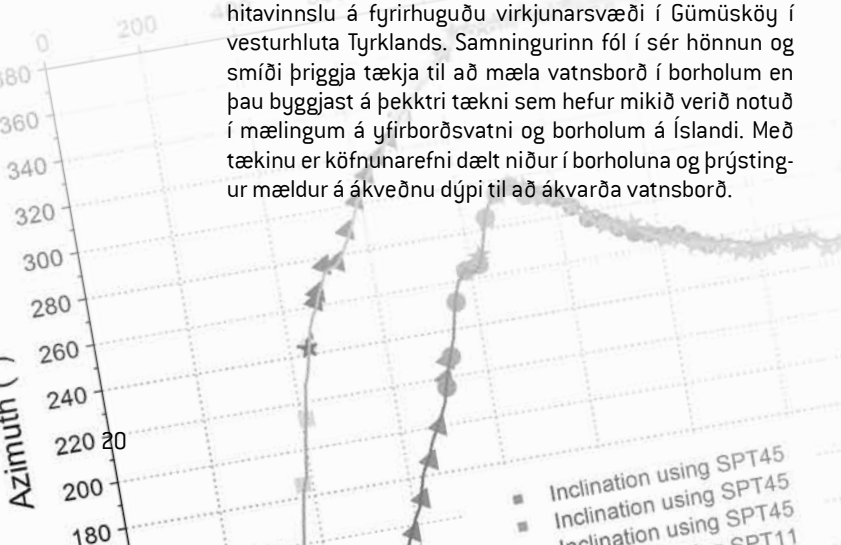 hitavinnslu á fyrirhuguðu virkjunarsvæði í Gümüsköy í
vesturhluta Tyrklands. Samningurinn fól í sér hönnun og
smíði þriggja tækja til að mæla vatnsborð í borholum en
þau byggjast á þekktri tækni sem hefur mikið verið notuð
í mælingum á yfirborðsvatni og borholum á Íslandi. Með
tækinu er köfnunarefni dælt niður í borholuna og þrýsting-
ur mældur á ákveðnu dýpi til að ákvarða vatnsborð.
0
200
380
360
340
320
300
280
260
240
220
200
180
Azimuth ( )
20
Inclination using SPT45
Inclination using SPT45
Inclination using SPT45
SPT11